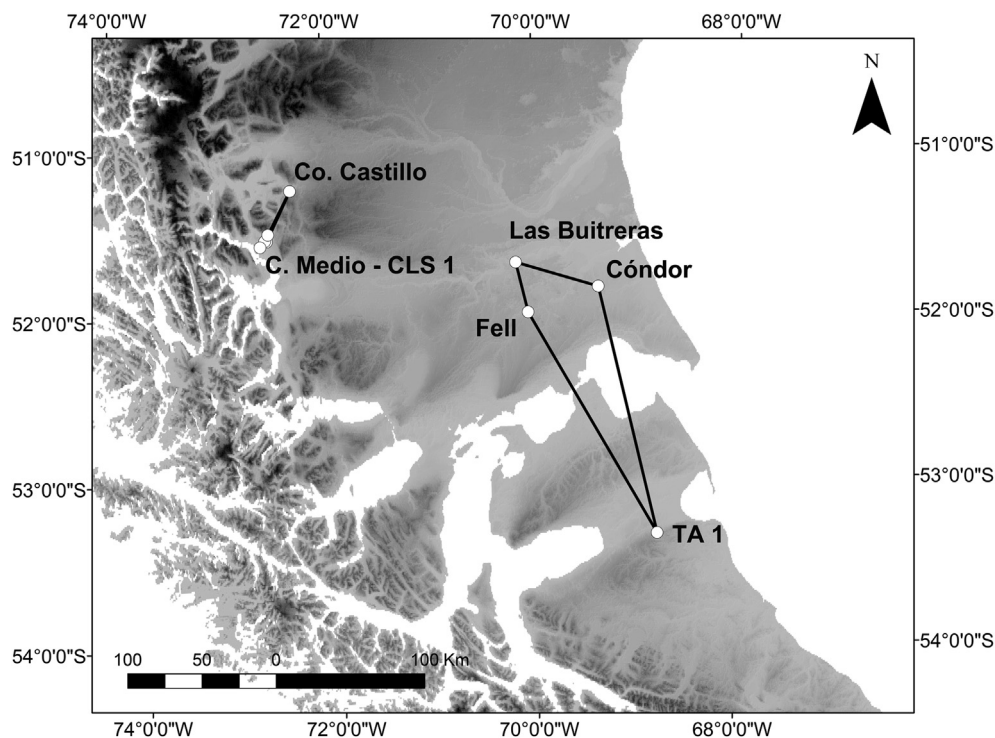 74°0'0"W 72°0'0"W 70°0'0"W 68°0'0"W
N
51°0'0"S 51°0'0"S
Co. Castillo
Las Buitreras
C. Medio - CLS 1
Cóndor
52°0'0"S 52°0'0"S
Fell
53°0'0"S 53°0'0"S
TA 1
54°0'0"S 54°0'0"S
100 50 0 100 Km
74°0'0"W 72°0'0"W 70°0'0"W 68°0'0"W